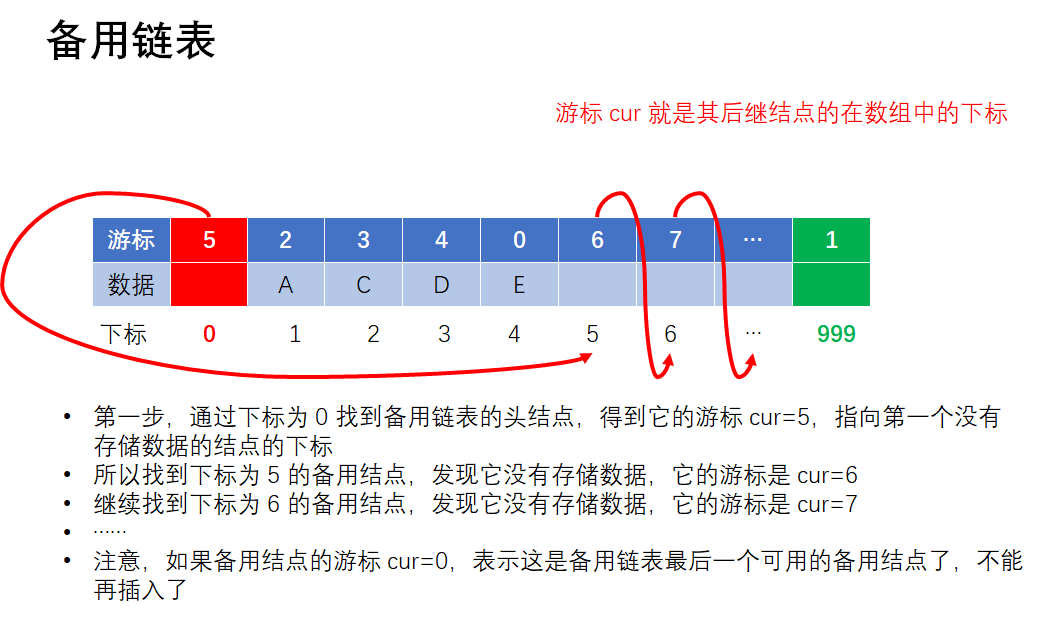 备用链表
游标 cur 就是其后继结点的在数组中的下标
游标 5 2 3 4 0 6 7 … 1
数据 A C D E
下标 0 1 2 3 4 5 6 … 999
• 第一步，通过下标为 0 找到备用链表的头结点，得到它的游标 cur=5，指向第一个没有
存储数据的结点的下标
• 所以找到下标为 5 的备用结点，发现它没有存储数据，它的游标是 cur=6
• 继续找到下标为 6 的备用结点，发现它没有存储数据，它的游标是 cur=7
• ……
• 注意，如果备用结点的游标 cur=0，表示这是备用链表最后一个可用的备用结点了，不能
再插入了